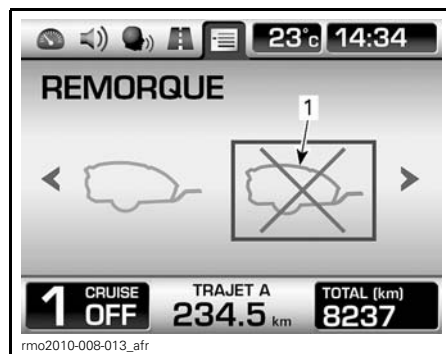 23°c 14:34
REMORQUE
1
1 CRUISE OFF
TRAJET A
234.5 km
TOTAL (km)
8237
rmo2010-008-013_afr